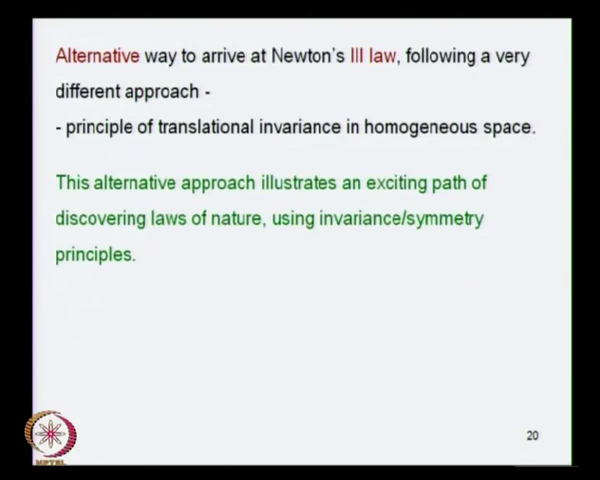 Alternative way to arrive at Newton's III law, following a very
different approach -
- principle of translational invariance in homogeneous space.
This alternative approach illustrates an exciting path of
discovering laws of nature, using invariance/symmetry
principles.
20
NPTEL